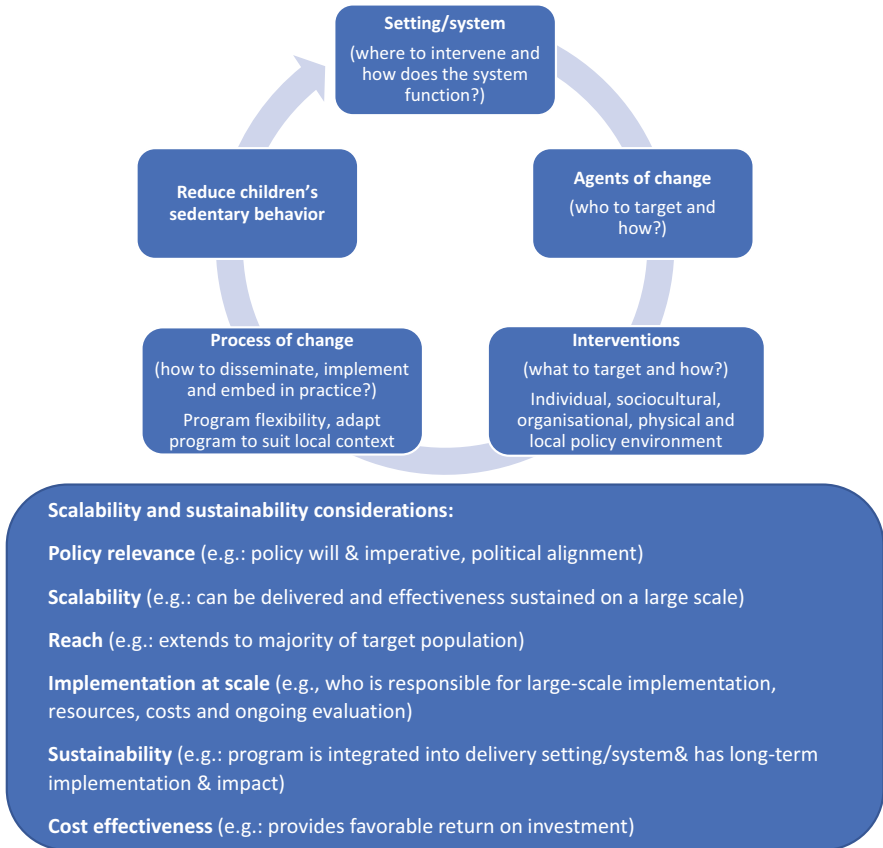 Setting/system
(where to intervene and
how does the system
function?)
Agents of change
(who to target and
how?)
Interventions
(what to target and how?)
Individual, sociocultural,
organisational, physical and
local policy environment
Process of change
(how to disseminate, implement
and embed in practice?)
Program flexibility, adapt
program to suit local context
Reduce children’s
sedentary behavior
Scalability and sustainability considerations:
Policy relevance (e.g.: policy will & imperative, political alignment)
Scalability (e.g.: can be delivered and effectiveness sustained on a large scale)
Reach (e.g.: extends to majority of target population)
Implementation at scale (e.g., who is responsible for large-scale implementation,
resources, costs and ongoing evaluation)
Sustainability (e.g.: program is integrated into delivery setting/system& has long-term
implementation & impact)
Cost effectiveness (e.g.: provides favorable return on investment)